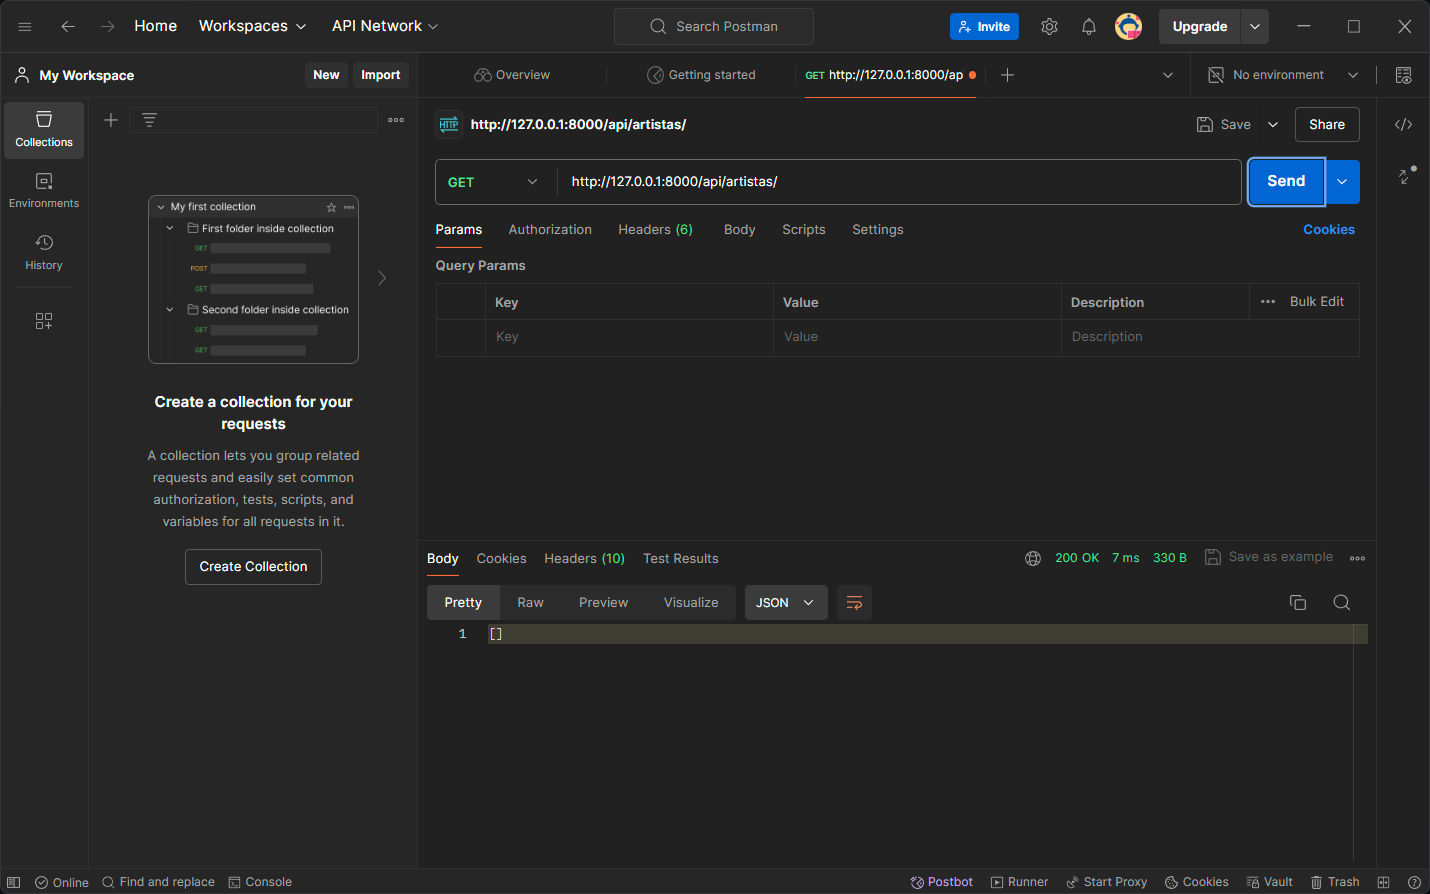 Home Workspaces API Network Search Postman Invite Upgrade
My Workspace New Import Overview Getting started GET http://127.0.0.1:8000/ap No environment
Collections
Environments
History
My first collection
First folder inside collection
GET
POST
GET
Second folder inside collection
GET
GET
Create a collection for your
requests
A collection lets you group related
requests and easily set common
authorization, tests, scripts, and
variables for all requests in it.
Create Collection
HTTP http://127.0.0.1:8000/api/artistas/ Save Share
GET http://127.0.0.1:8000/api/artistas/ Send
Params Authorization Headers (6) Body Scripts Settings Cookies
Query Params
Key Value Description Bulk Edit
Key Value Description
Body Cookies Headers (10) Test Results 200 OK 7 ms 330 B Save as example
Pretty Raw Preview Visualize JSON
1 []
Online Find and replace Console Postbot Runner Start Proxy Cookies Vault Trash